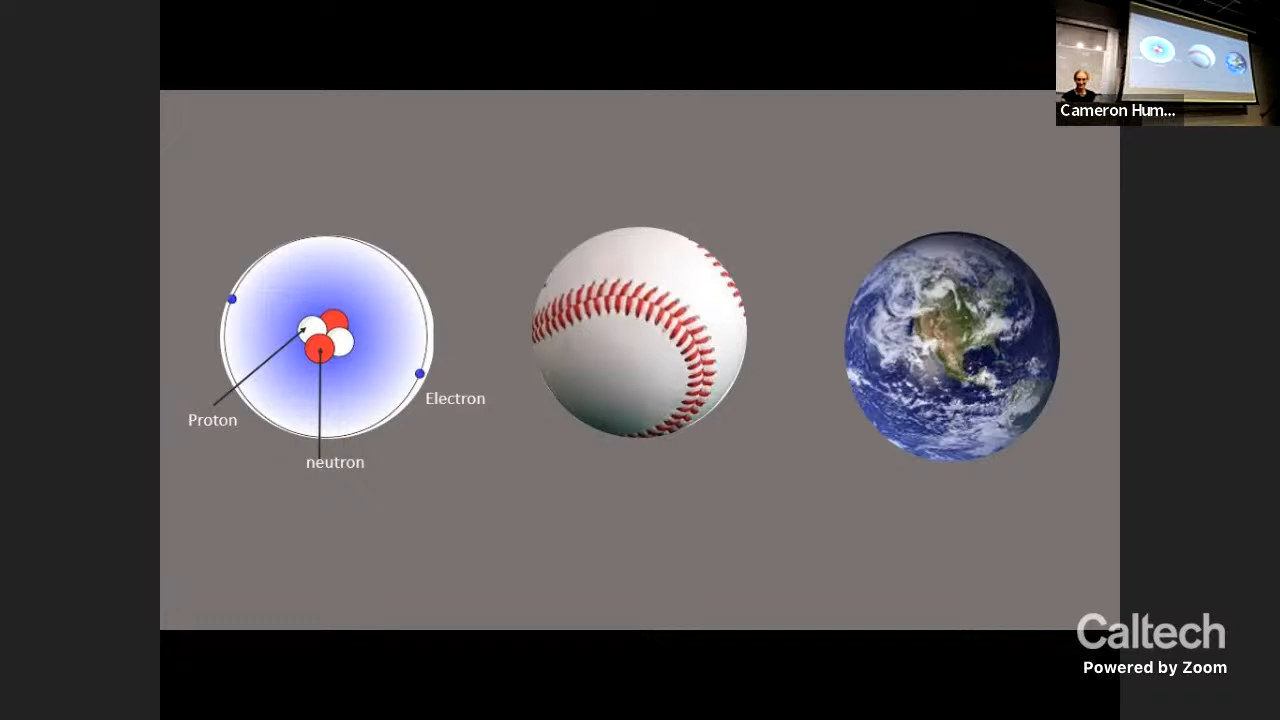 Cameron Hum...
Electron
Proton
neutron
Caltech
Powered by Zoom